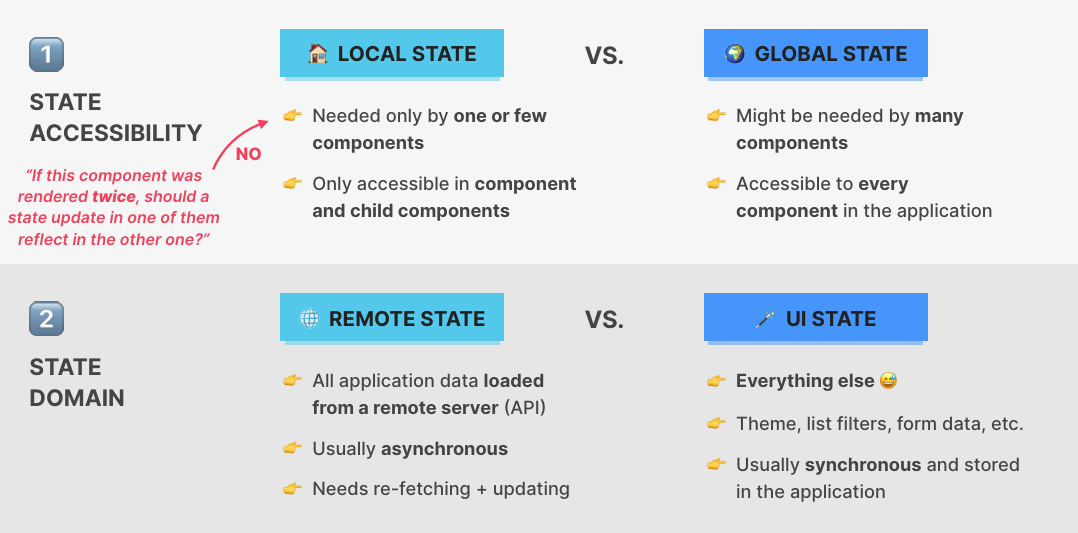 1
STATE
ACCESSIBILITY
"If this component was
rendered twice, should a
state update in one of them
reflect in the other one?"
NO
🏠 LOCAL STATE
👉 Needed only by one or few
components
👉 Only accessible in component
and child components
VS.
🌍 GLOBAL STATE
👉 Might be needed by many
components
👉 Accessible to every
component in the application
2
STATE
DOMAIN
🌐 REMOTE STATE
👉 All application data loaded
from a remote server (API)
👉 Usually asynchronous
👉 Needs re-fetching + updating
VS.
🪄 UI STATE
👉 Everything else 😅
👉 Theme, list filters, form data, etc.
👉 Usually synchronous and stored
in the application